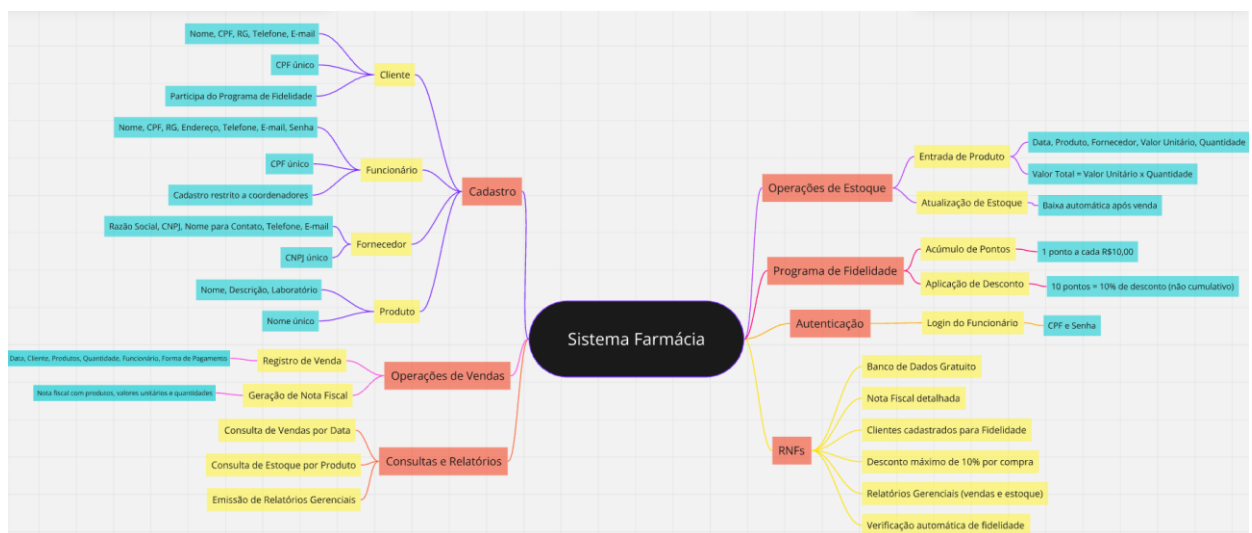 Nome, CPF, RG, Telefone, E-mail
CPF único
Participa do Programa de Fidelidade
Cliente
Nome, CPF, RG, Endereço, Telefone, E-mail, Senha
CPF único
Cadastro restrito a coordenadores
Funcionário
Cadastro
Razão Social, CNPJ, Nome para Contato, Telefone, E-mail
CNPJ único
Fornecedor
Nome, Descrição, Laboratório
Nome único
Produto
Data, Cliente, Produtos, Quantidade, Funcionário, Forma de Pagamento
Registro de Venda
Nota fiscal com produtos, valores unitários e quantidades
Geração de Nota Fiscal
Operações de Vendas
Consulta de Vendas por Data
Consulta de Estoque por Produto
Emissão de Relatórios Gerenciais
Consultas e Relatórios
Sistema Farmácia
Operações de Estoque
Entrada de Produto
Data, Produto, Fornecedor, Valor Unitário, Quantidade
Valor Total = Valor Unitário x Quantidade
Atualização de Estoque
Baixa automática após venda
Programa de Fidelidade
Acúmulo de Pontos
1 ponto a cada R$10,00
Aplicação de Desconto
10 pontos = 10% de desconto (não cumulativo)
Autenticação
Login do Funcionário
CPF e Senha
RNFs
Banco de Dados Gratuito
Nota Fiscal detalhada
Clientes cadastrados para Fidelidade
Desconto máximo de 10% por compra
Relatórios Gerenciais (vendas e estoque)
Verificação automática de fidelidade